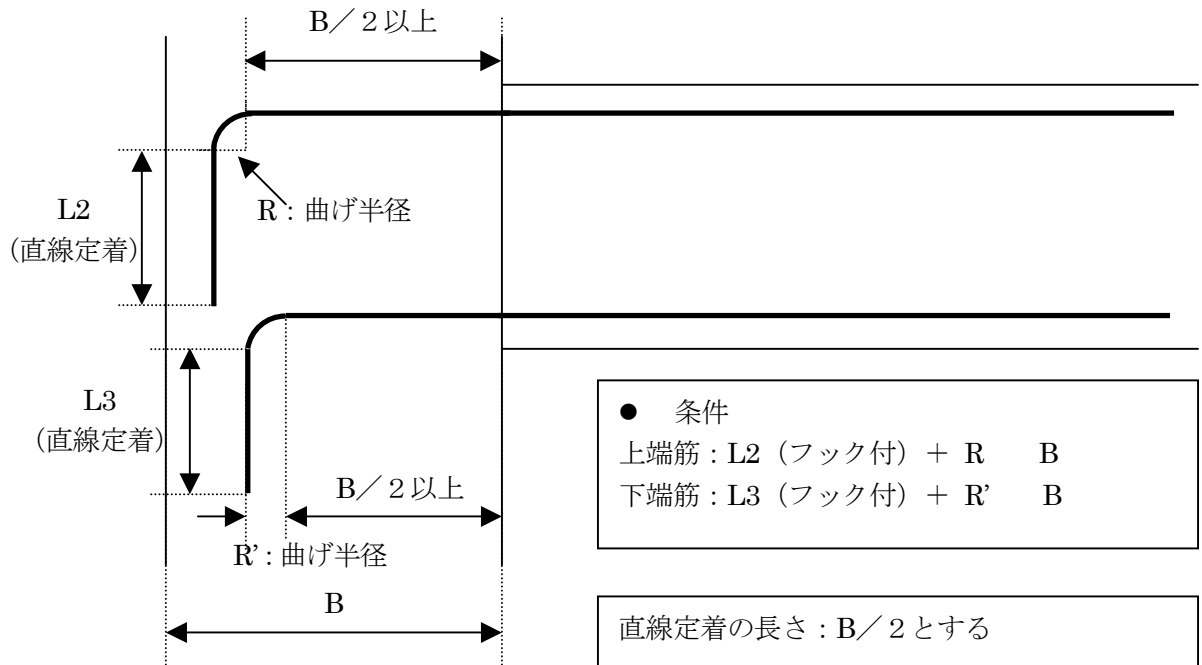 B／２以上
L2
（直線定着）
R：曲げ半径
L3
（直線定着）
B／２以上
R’：曲げ半径
B
● 条件
上端筋：L2（フック付）＋ R　B
下端筋：L3（フック付）＋ R’　B
直線定着の長さ：B／２とする